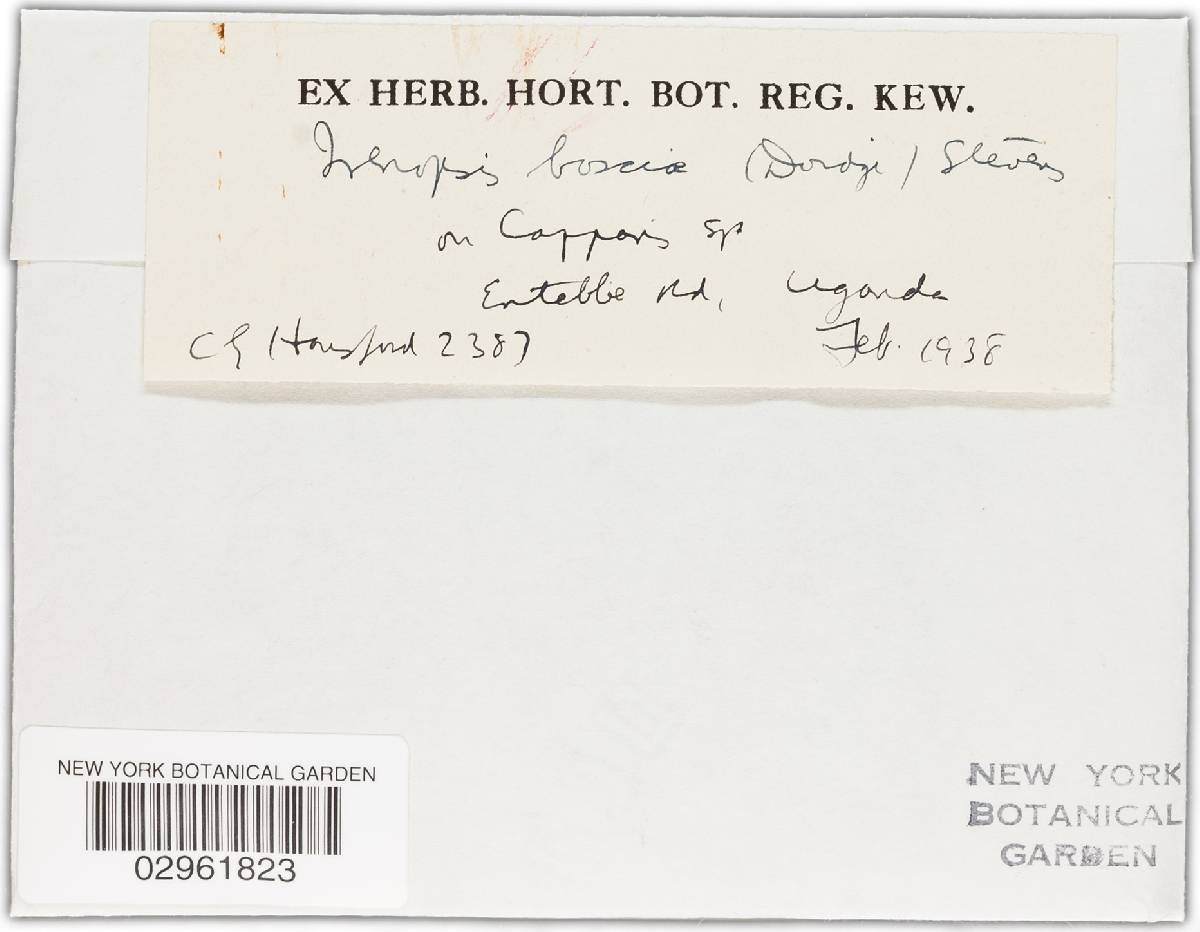 EX HERB. HORT. BOT. REG. KEW.
Irenopsis bosciae (Doidge) Stevens
on Capparis sp
Entebbe Rd, Uganda
CG Hansford 2387 Feb. 1938
NEW YORK BOTANICAL GARDEN
02961823
NEW YORK
BOTANICAL
GARDEN